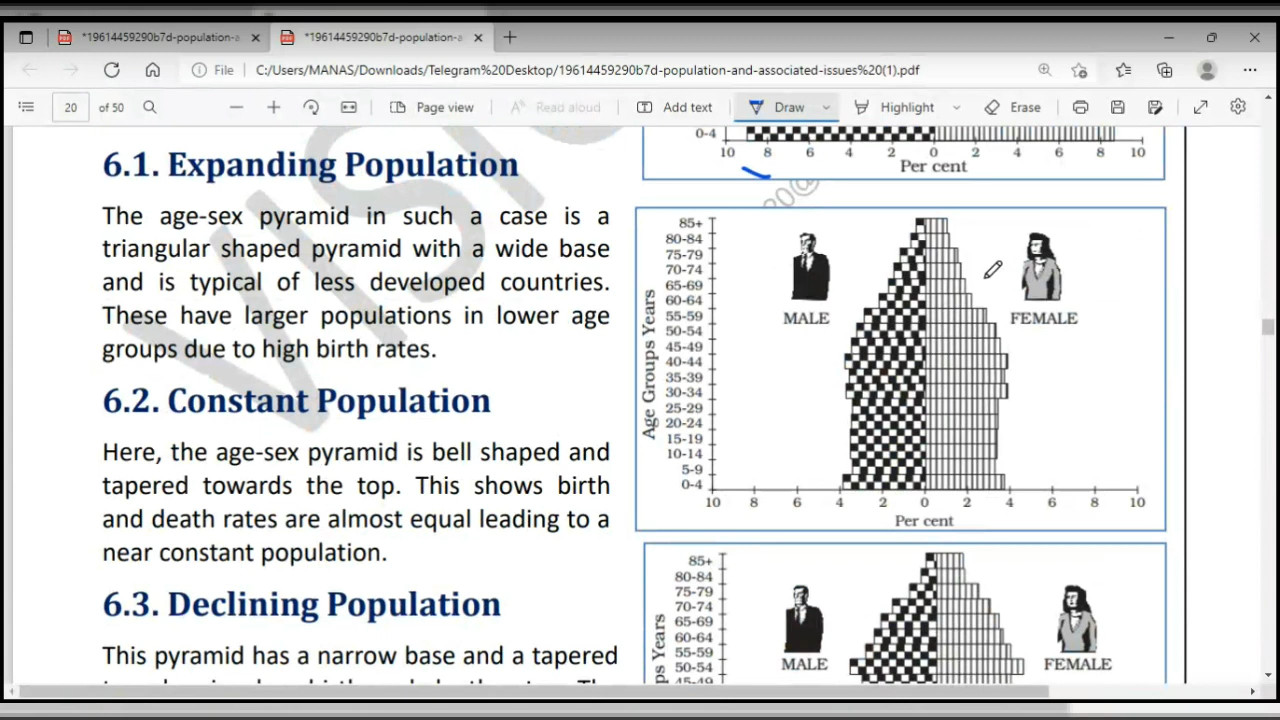 *19614459290b7d-population-a
*19614459290b7d-population-a
File
C:/Users/MANAS/Downloads/Telegram%20Desktop/19614459290b7d-population-and-associated-issues%20(1).pdf
20 of 50
Page view
Read aloud
Add text
Draw
Highlight
Erase
6.1. Expanding Population
The age-sex pyramid in such a case is a
triangular shaped pyramid with a wide base
and is typical of less developed countries.
These have larger populations in lower age
groups due to high birth rates.
6.2. Constant Population
Here, the age-sex pyramid is bell shaped and
tapered towards the top. This shows birth
and death rates are almost equal leading to a
near constant population.
6.3. Declining Population
This pyramid has a narrow base and a tapered
0-4
10 8 6 4 2 0 2 4 6 8 10
Per cent
20@
VISI
Age Groups Years
85+
80-84
75-79
70-74
65-69
60-64
55-59
50-54
45-49
40-44
35-39
30-34
25-29
20-24
15-19
10-14
5-9
0-4
MALE
FEMALE
10 8 6 4 2 0 2 4 6 8 10
Per cent
ps Years
85+
80-84
75-79
70-74
65-69
60-64
55-59
50-54
45-49
MALE
FEMALE